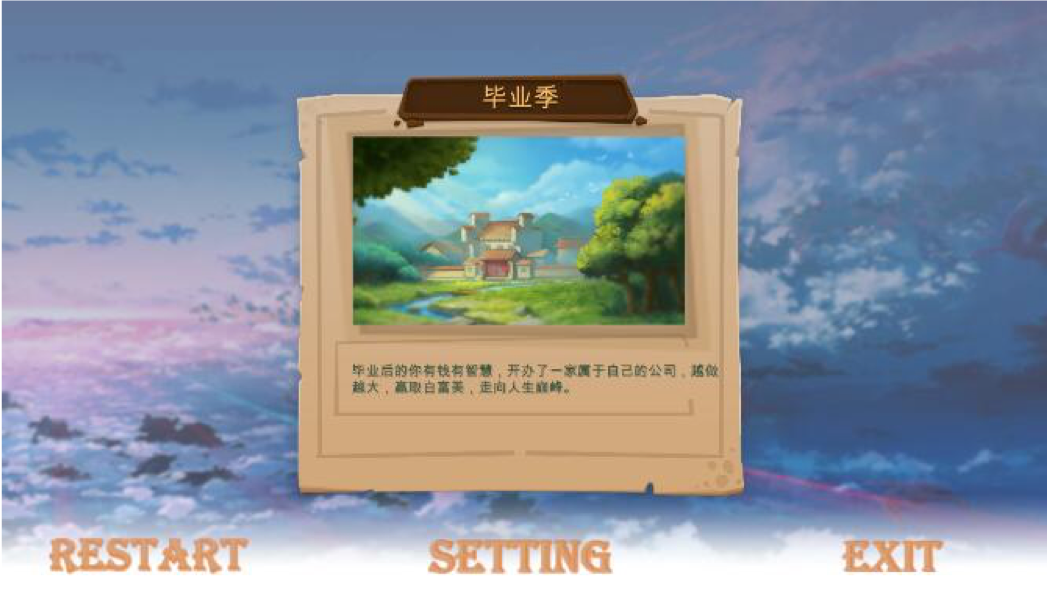 毕业季
毕业后的你有钱有智慧，开办了一家属于自己的公司，越做
越大，赢取白富美，走向人生巅峰。
RESTART
SETTING
EXIT